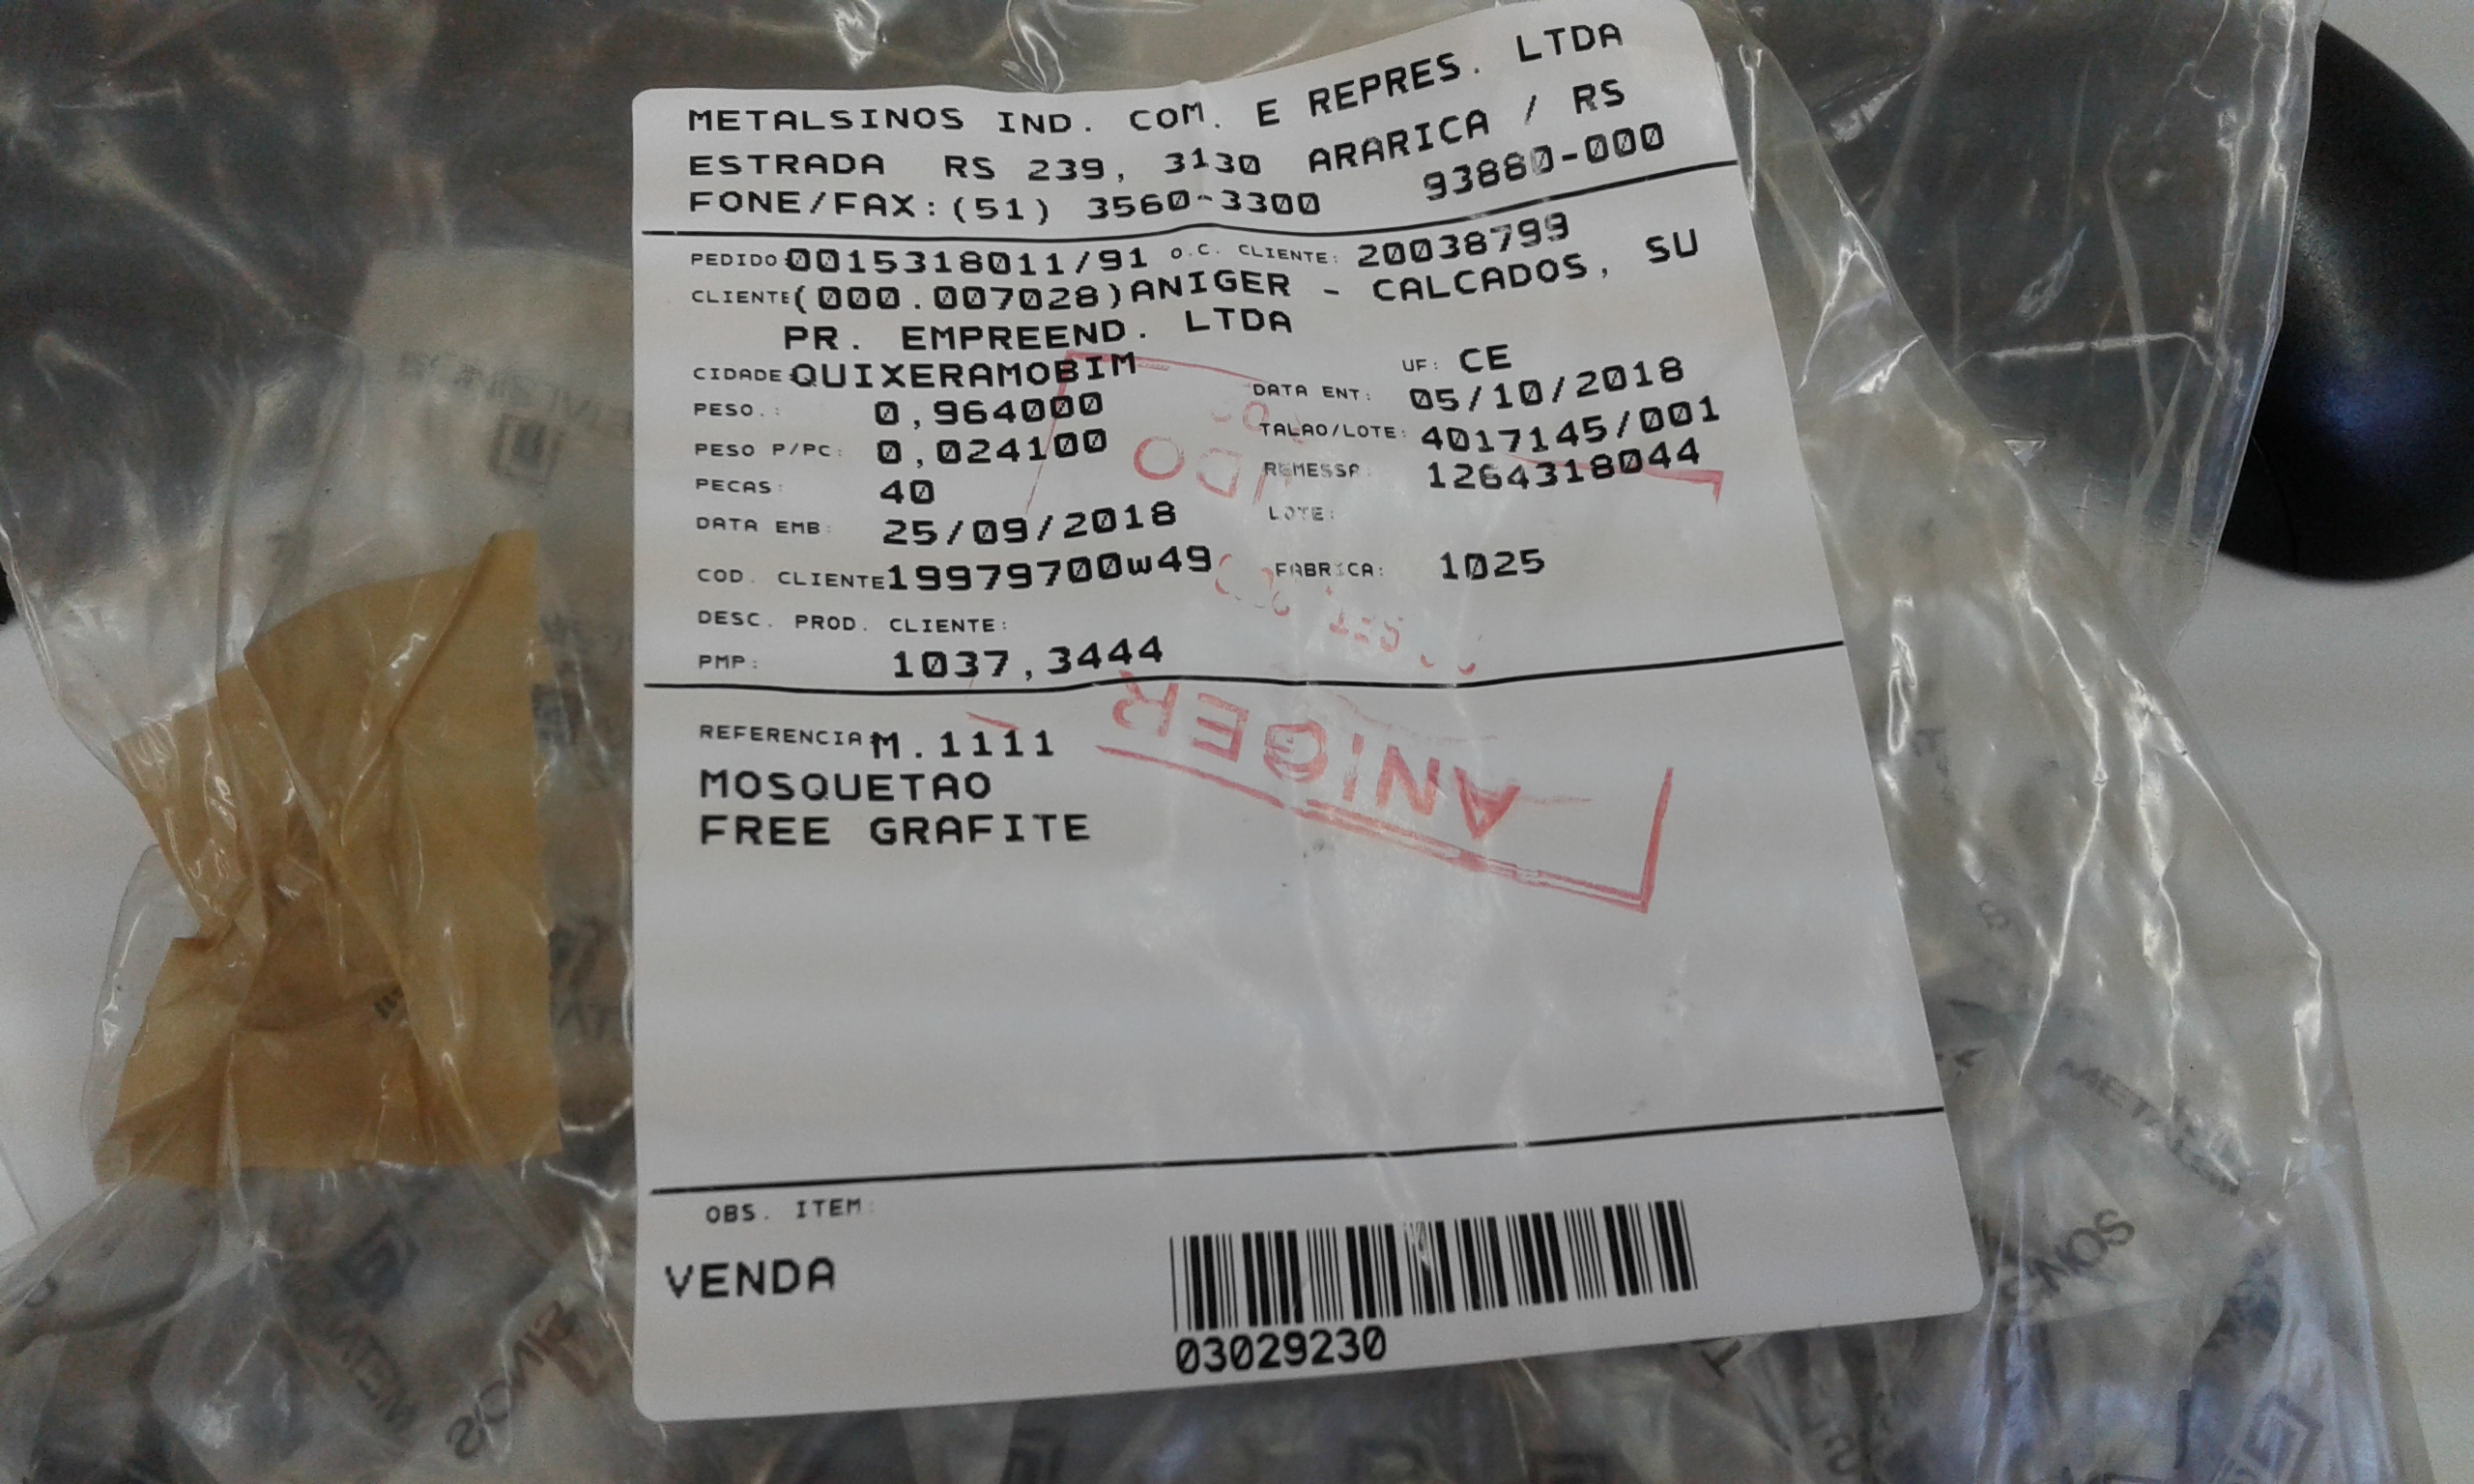 METALSINOS IND. COM. E REPRES. LTDA
ESTRADA RS 239, 3130 ARARICA / RS
FONE/FAX:(51) 3560-3300 93880-000
PEDIDO 0015318011/91 O.C. CLIENTE: 20038799
CLIENTE(000.007028)ANIGER - CALCADOS, SU
PR. EMPREEND. LTDA
CIDADE QUIXERAMOBIM UF: CE
PESO.: 0,964000 DATA ENT: 05/10/2018
PESO P/PC: 0,024100 TALAO/LOTE: 4017145/001
PECAS: 40 REMESSA: 1264318044
DATA EMB: 25/09/2018 LOTE:
COD. CLIENTE19979700w49 FABRICA: 1025
DESC. PROD. CLIENTE:
PMP: 1037,3444
ANIGER
REFERENCIA M.1111
MOSQUETAO
FREE GRAFITE
OBS. ITEM:
VENDA
03029230